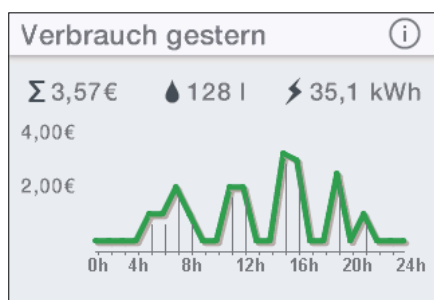 Verbrauch gestern i
Σ 3,57€ 128 l 35,1 kWh
4,00€
2,00€
0h 4h 8h 12h 16h 20h 24h